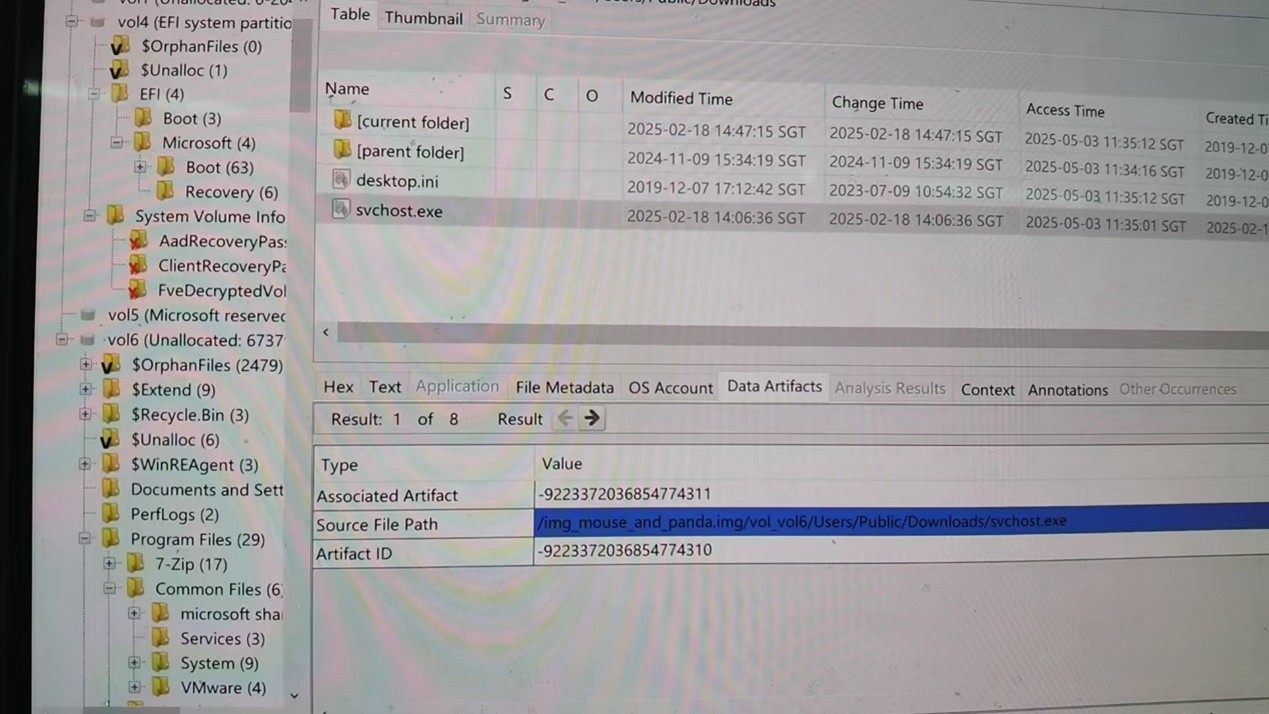 vol4 (EFI system partitio
$OrphanFiles (0)
$Unalloc (1)
EFI (4)
Boot (3)
Microsoft (4)
Boot (63)
Recovery (6)
System Volume Info
AadRecoveryPas
ClientRecoveryPa
FveDecryptedVol
vol5 (Microsoft reserved
vol6 (Unallocated: 6737
$OrphanFiles (2479)
$Extend (9)
$Recycle.Bin (3)
$Unalloc (6)
$WinREAgent (3)
Documents and Sett
PerfLogs (2)
Program Files (29)
7-Zip (17)
Common Files (6)
microsoft sha
Services (3)
System (9)
VMware (4)
Table Thumbnail Summary
Name S C O Modified Time Change Time Access Time Created Ti
[current folder] 2025-02-18 14:47:15 SGT 2025-02-18 14:47:15 SGT 2025-05-03 11:35:12 SGT 2019-12-0
[parent folder] 2024-11-09 15:34:19 SGT 2024-11-09 15:34:19 SGT 2025-05-03 11:34:16 SGT 2019-12-0
desktop.ini 2019-12-07 17:12:42 SGT 2023-07-09 10:54:32 SGT 2025-05-03 11:35:12 SGT 2019-12-0
svchost.exe 2025-02-18 14:06:36 SGT 2025-02-18 14:06:36 SGT 2025-05-03 11:35:01 SGT 2025-02-1
Hex Text Application File Metadata OS Account Data Artifacts Analysis Results Context Annotations Other Occurrences
Result: 1 of 8 Result
Type Value
Associated Artifact -9223372036854774311
Source File Path /img_mouse_and_panda.img/vol_vol6/Users/Public/Downloads/svchost.exe
Artifact ID -9223372036854774310